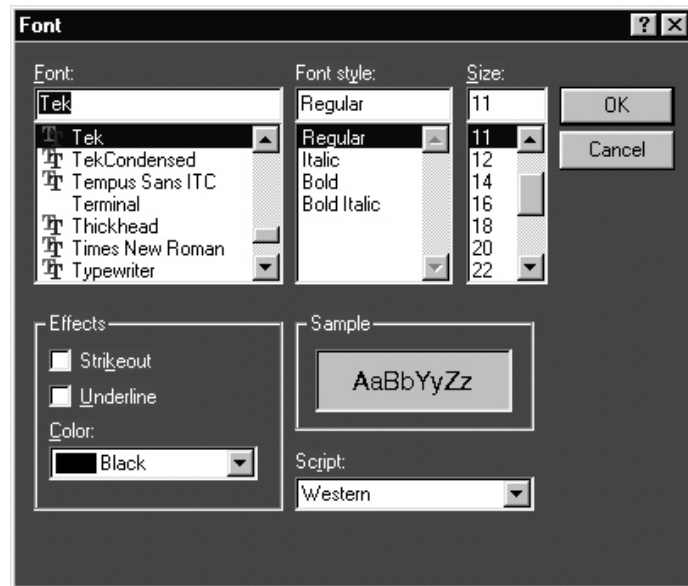 Font
Font:
Tek
Tek
TekCondensed
Tempus Sans ITC
Terminal
Thickhead
Times New Roman
Typewriter
Font style:
Regular
Regular
Italic
Bold
Bold Italic
Size:
11
11
12
14
16
18
20
22
OK
Cancel
Effects
Strikeout
Underline
Color:
Black
Sample
AaBbYyZz
Script:
Western